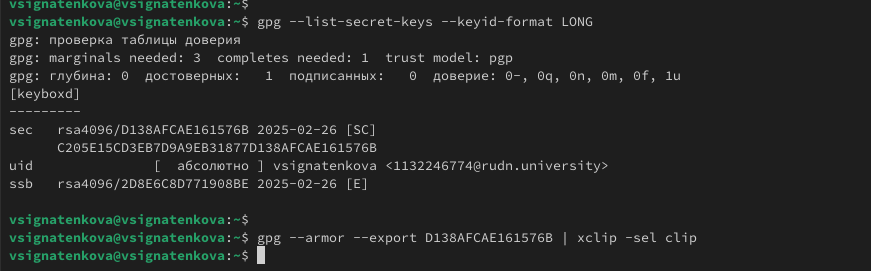 vsignatenkova@vsignatenkova:~$
vsignatenkova@vsignatenkova:~$ gpg --list-secret-keys --keyid-format LONG
gpg: проверка таблицы доверия
gpg: marginals needed: 3  completes needed: 1  trust model: pgp
gpg: глубина: 0  достоверных:   1  подписанных:   0  доверие: 0-, 0q, 0n, 0m, 0f, 1u
[keyboxd]
---------
sec   rsa4096/D138AFCAE161576B 2025-02-26 [SC]
      C205E15CD3EB7D9A9EB31877D138AFCAE161576B
uid               [  абсолютно ] vsignatenkova <1132246774@rudn.university>
ssb   rsa4096/2D8E6C8D771908BE 2025-02-26 [E]
vsignatenkova@vsignatenkova:~$
vsignatenkova@vsignatenkova:~$ gpg --armor --export D138AFCAE161576B | xclip -sel clip
vsignatenkova@vsignatenkova:~$